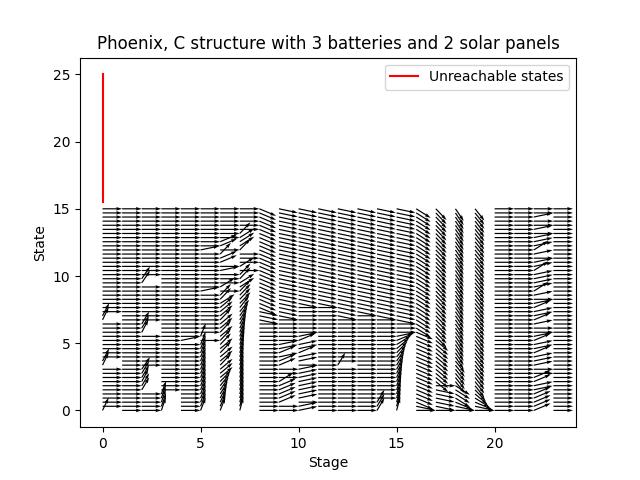 Phoenix, C structure with 3 batteries and 2 solar panels
Unreachable states
State
25
20
15
10
5
0
0 5 10 15 20
Stage